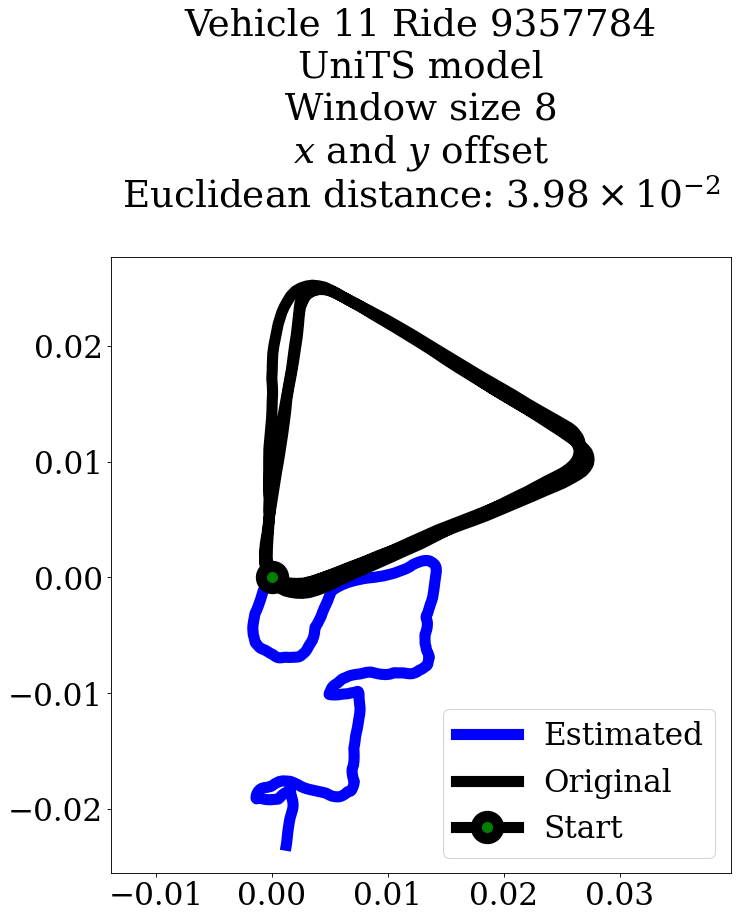 Vehicle 11 Ride 9357784
UniTS model
Window size 8
x and y offset
Euclidean distance: 3.98 × 10⁻²
0.02
0.01
0.00
−0.01
−0.02
Estimated
Original
Start
−0.01 0.00 0.01 0.02 0.03